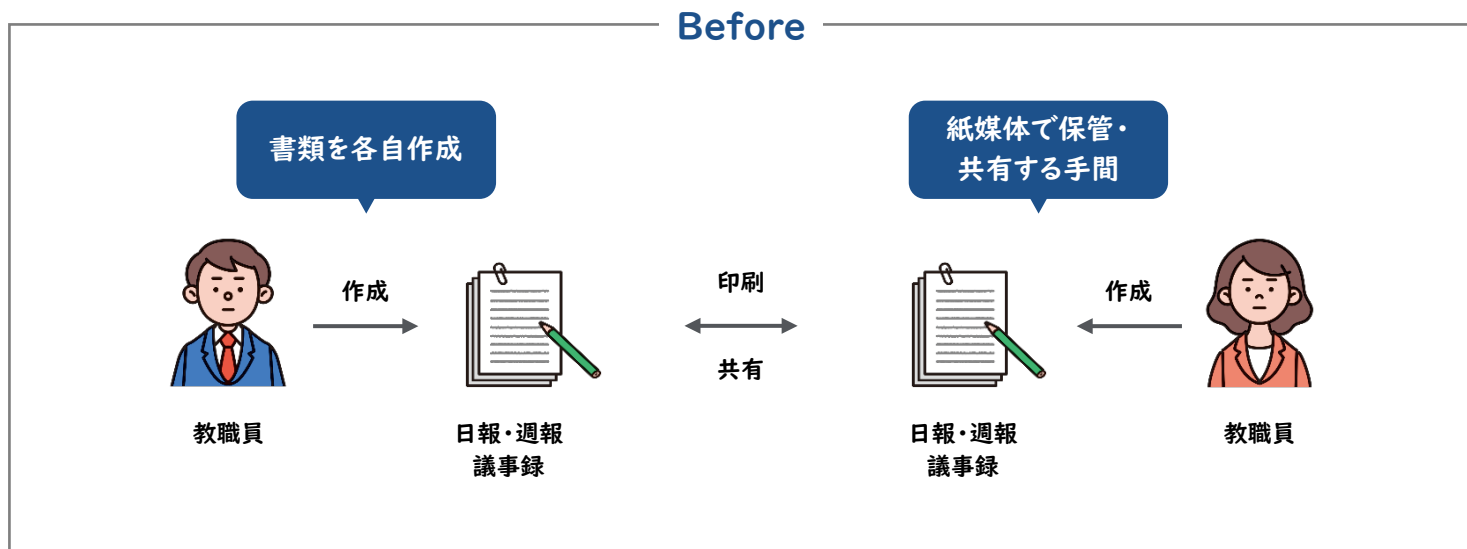 Before
書類を各自作成
紙媒体で保管・
共有する手間
作成
印刷
共有
作成
教職員
日報・週報
議事録
日報・週報
議事録
教職員